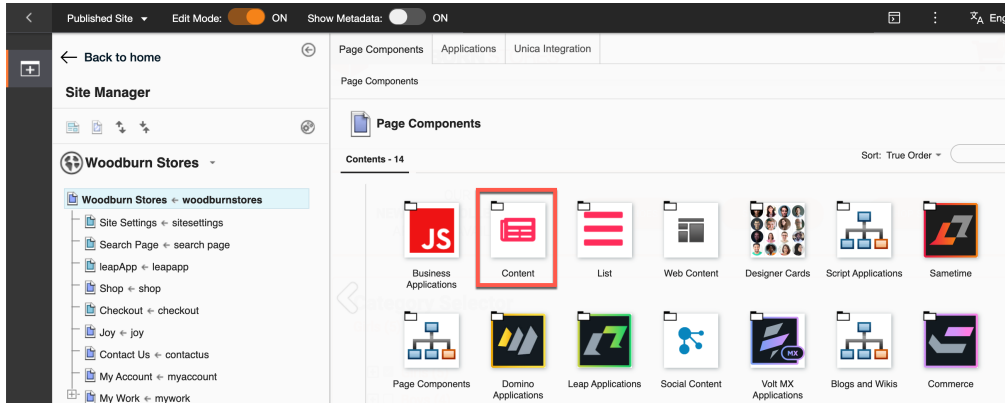 Published Site
Edit Mode:
ON
Show Metadata:
ON
Back to home
Site Manager
Woodburn Stores
Woodburn Stores ← woodburnstores
Site Settings ← sitesettings
Search Page ← search page
leapApp ← leapapp
Shop ← shop
Checkout ← checkout
Joy ← joy
Contact Us ← contactus
My Account ← myaccount
My Work ← mywork
Page Components
Applications
Unica Integration
Page Components
Page Components
Contents - 14
Sort: True Order
JS
Business
Applications
Content
List
Web Content
Designer Cards
Script Applications
Sametime
Page Components
Domino
Applications
Leap Applications
Social Content
MX
Volt MX
Applications
Blogs and Wikis
Commerce